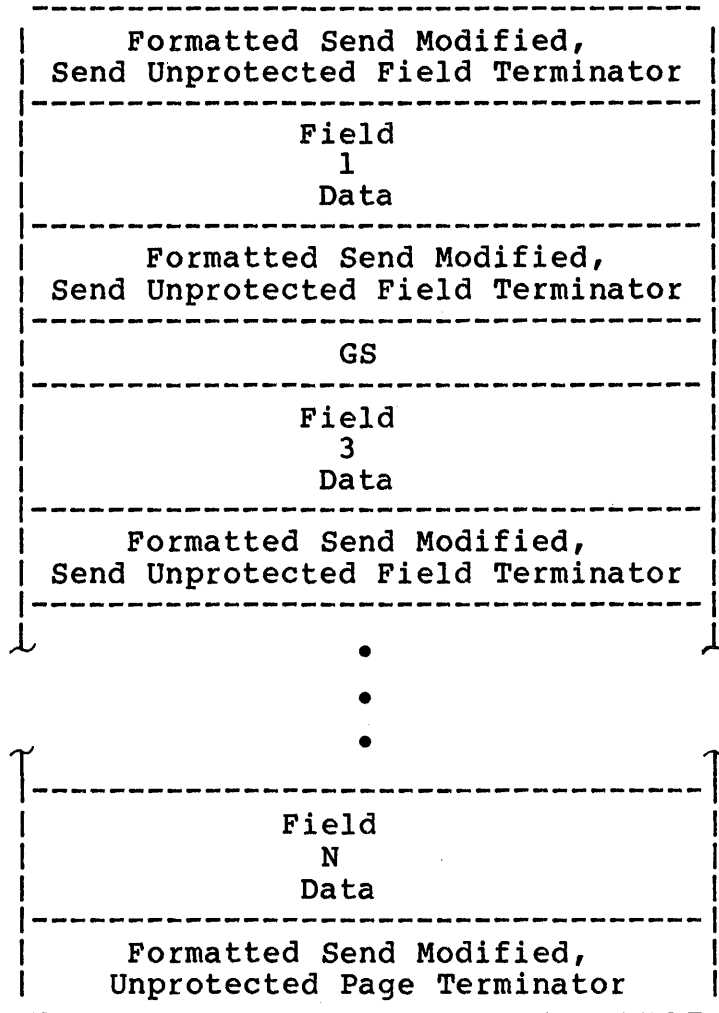 Formatted Send Modified,
Send Unprotected Field Terminator
Field
1
Data
Formatted Send Modified,
Send Unprotected Field Terminator
GS
Field
3
Data
Formatted Send Modified,
Send Unprotected Field Terminator
Field
N
Data
Formatted Send Modified,
Unprotected Page Terminator